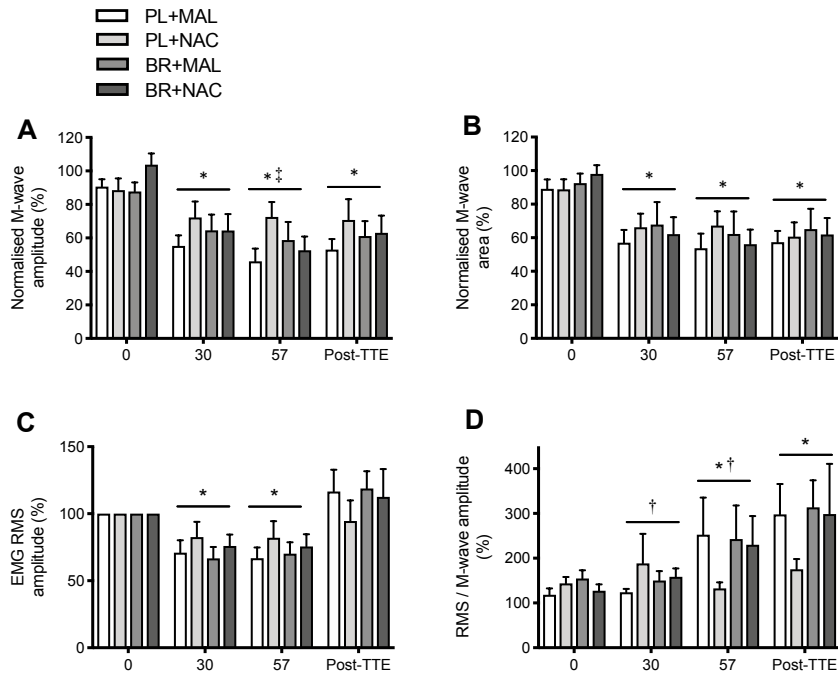 PL+MAL
PL+NAC
BR+MAL
BR+NAC
A
Normalised M-wave
amplitude (%)
120
100
80
60
40
20
0
*
* ‡
*
0 30 57 Post-TTE
B
Normalised M-wave
area (%)
120
100
80
60
40
20
0
*
*
*
0 30 57 Post-TTE
C
EMG RMS
amplitude (%)
150
100
50
0
*
*
0 30 57 Post-TTE
D
RMS / M-wave amplitude
(%)
400
300
200
100
0
†
* †
*
0 30 57 Post-TTE